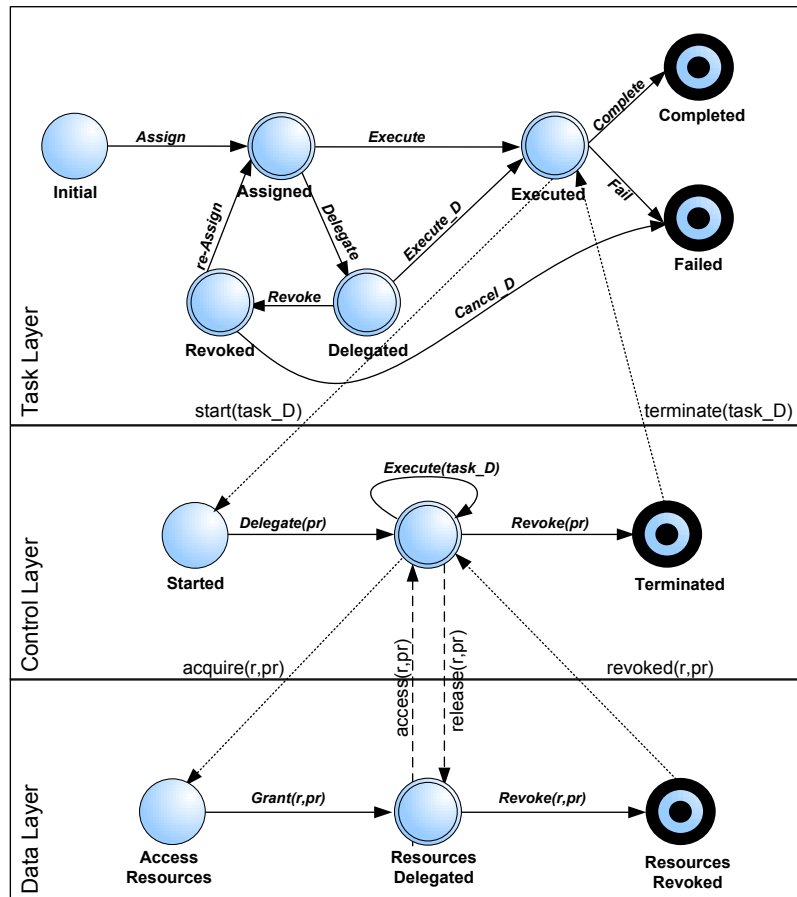 Task Layer
Assign
Execute
Complete
Fail
Completed
Initial
Assigned
Executed
re-Assign
Delegate
Execute_D
Revoke
Cancel_D
Failed
Revoked
Delegated
start(task_D)
terminate(task_D)
Control Layer
Execute(task_D)
Delegate(pr)
Revoke(pr)
Started
Terminated
acquire(r,pr)
access(r,pr)
release(r,pr)
revoked(r,pr)
Data Layer
Grant(r,pr)
Revoke(r,pr)
Access
Resources
Resources
Delegated
Resources
Revoked